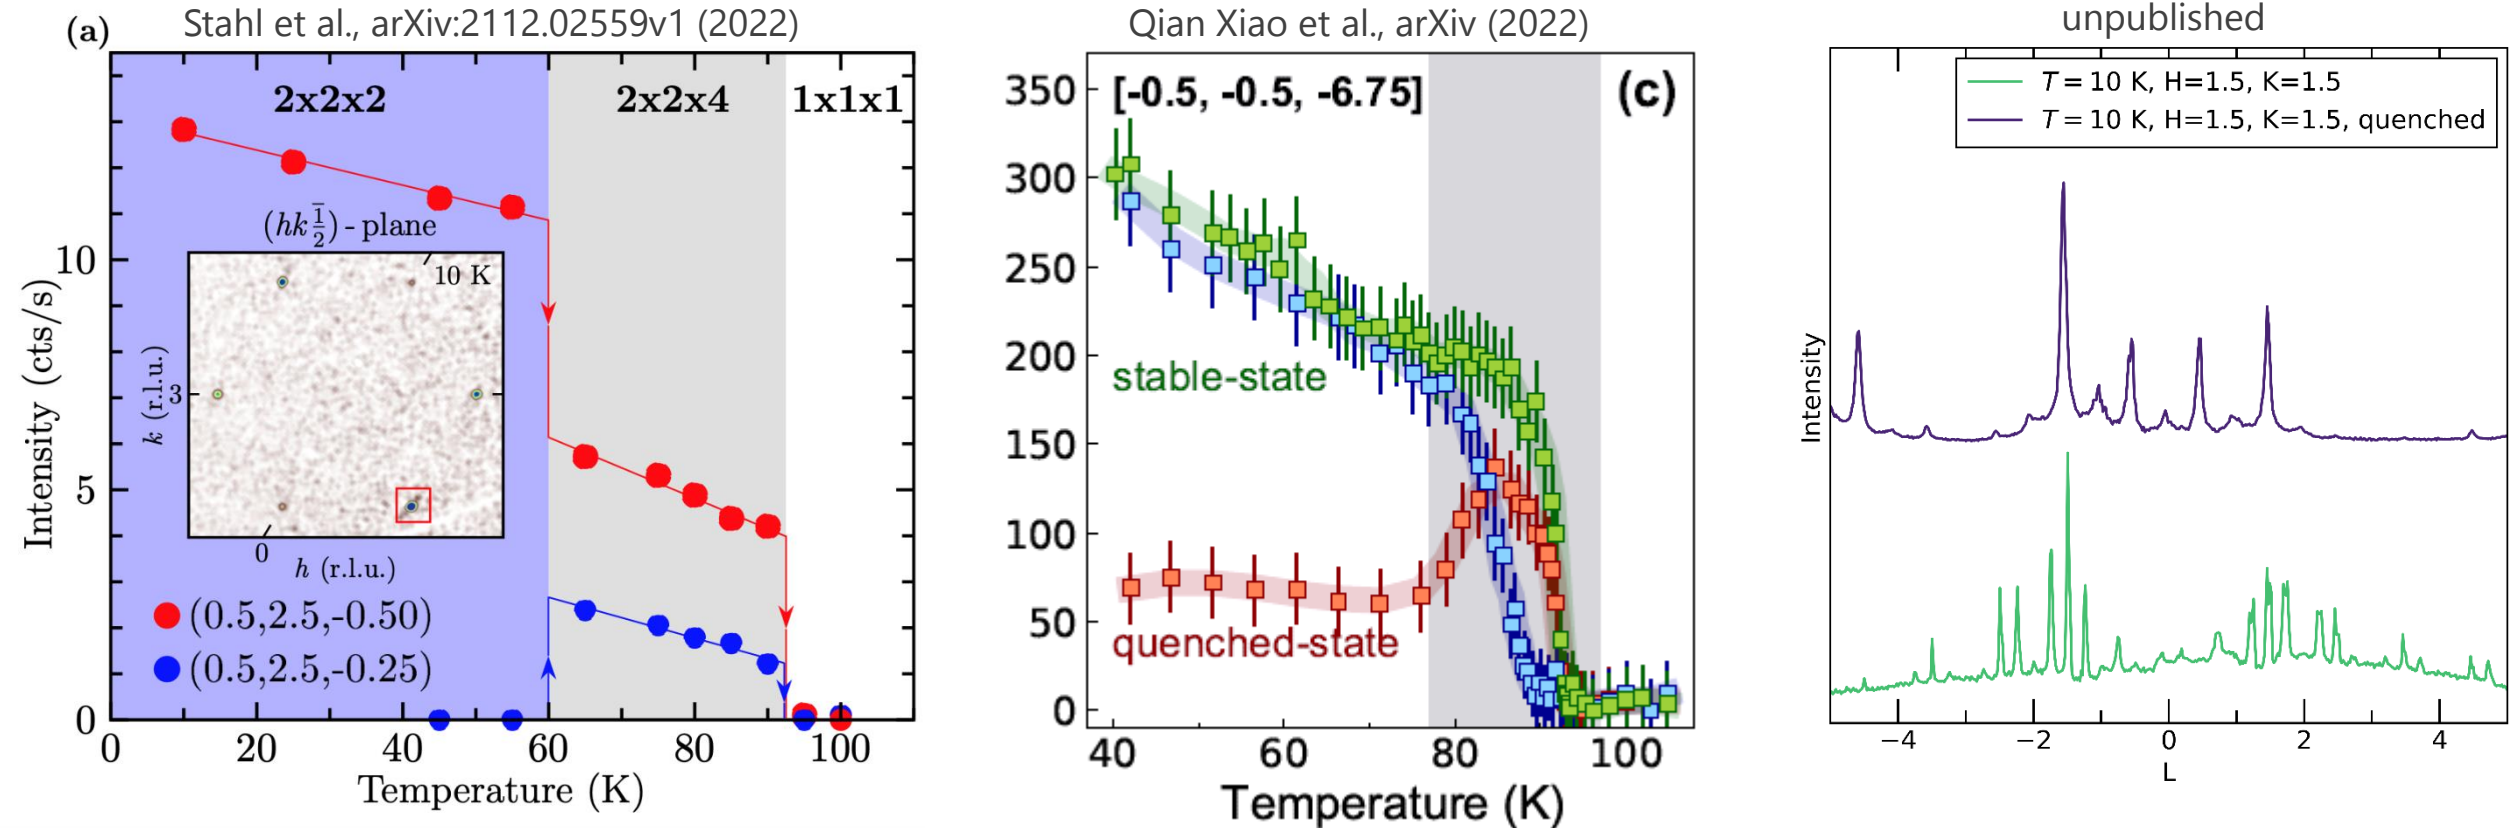 Stahl et al., arXiv:2112.02559v1 (2022)
(a)
2x2x2
2x2x4
1x1x1
(hk1̅/2) - plane
10 K
3
k (r.l.u.)
0
h (r.l.u.)
(0.5,2.5,-0.50)
(0.5,2.5,-0.25)
Intensity (cts/s)
10
5
0
0 20 40 60 80 100
Temperature (K)
Qian Xiao et al., arXiv (2022)
[-0.5, -0.5, -6.75]
(c)
350
300
250
200
150
100
50
0
stable-state
quenched-state
40 60 80 100
Temperature (K)
unpublished
T = 10 K, H=1.5, K=1.5
T = 10 K, H=1.5, K=1.5, quenched
Intensity
−4 −2 0 2 4
L